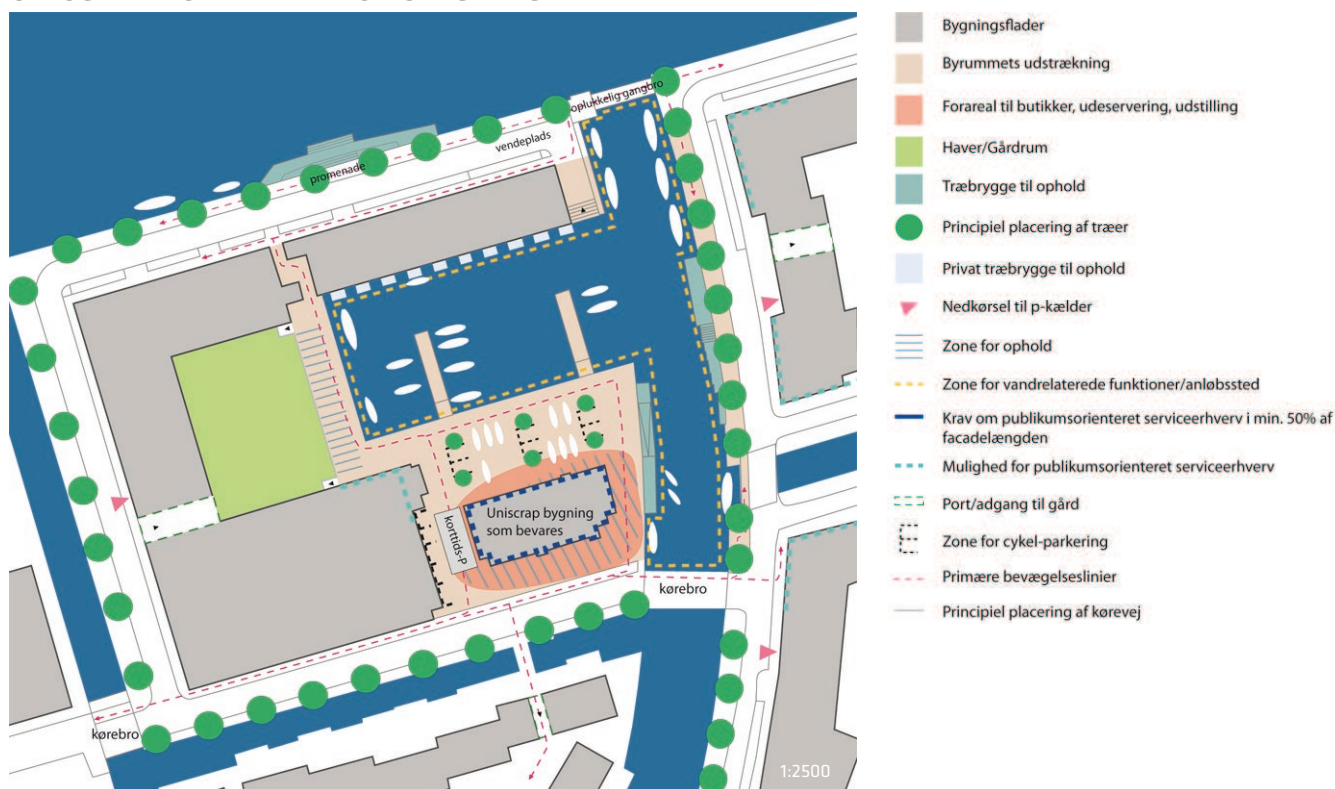 oplukkelig gangbro
vendeplads
promenade
Uniscrap bygning
som bevares
korttids-P
kørebro
kørebro
1:2500
Bygningsflader
Byrummets udstrækning
Forareal til butikker, udeservering, udstilling
Haver/Gårdrum
Træbrygge til ophold
Principiel placering af træer
Privat træbrygge til ophold
Nedkørsel til p-kælder
Zone for ophold
Zone for vandrelaterede funktioner/anløbssted
Krav om publikumsorienteret serviceerhverv i min. 50% af
facadelængden
Mulighed for publikumsorienteret serviceerhverv
Port/adgang til gård
Zone for cykel-parkering
Primære bevægelseslinier
Principiel placering af kørevej